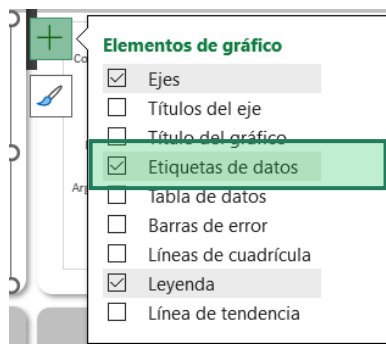 Elementos de gráfico
Ejes
Títulos del eje
Título del gráfico
Etiquetas de datos
Tabla de datos
Barras de error
Líneas de cuadrícula
Leyenda
Línea de tendencia